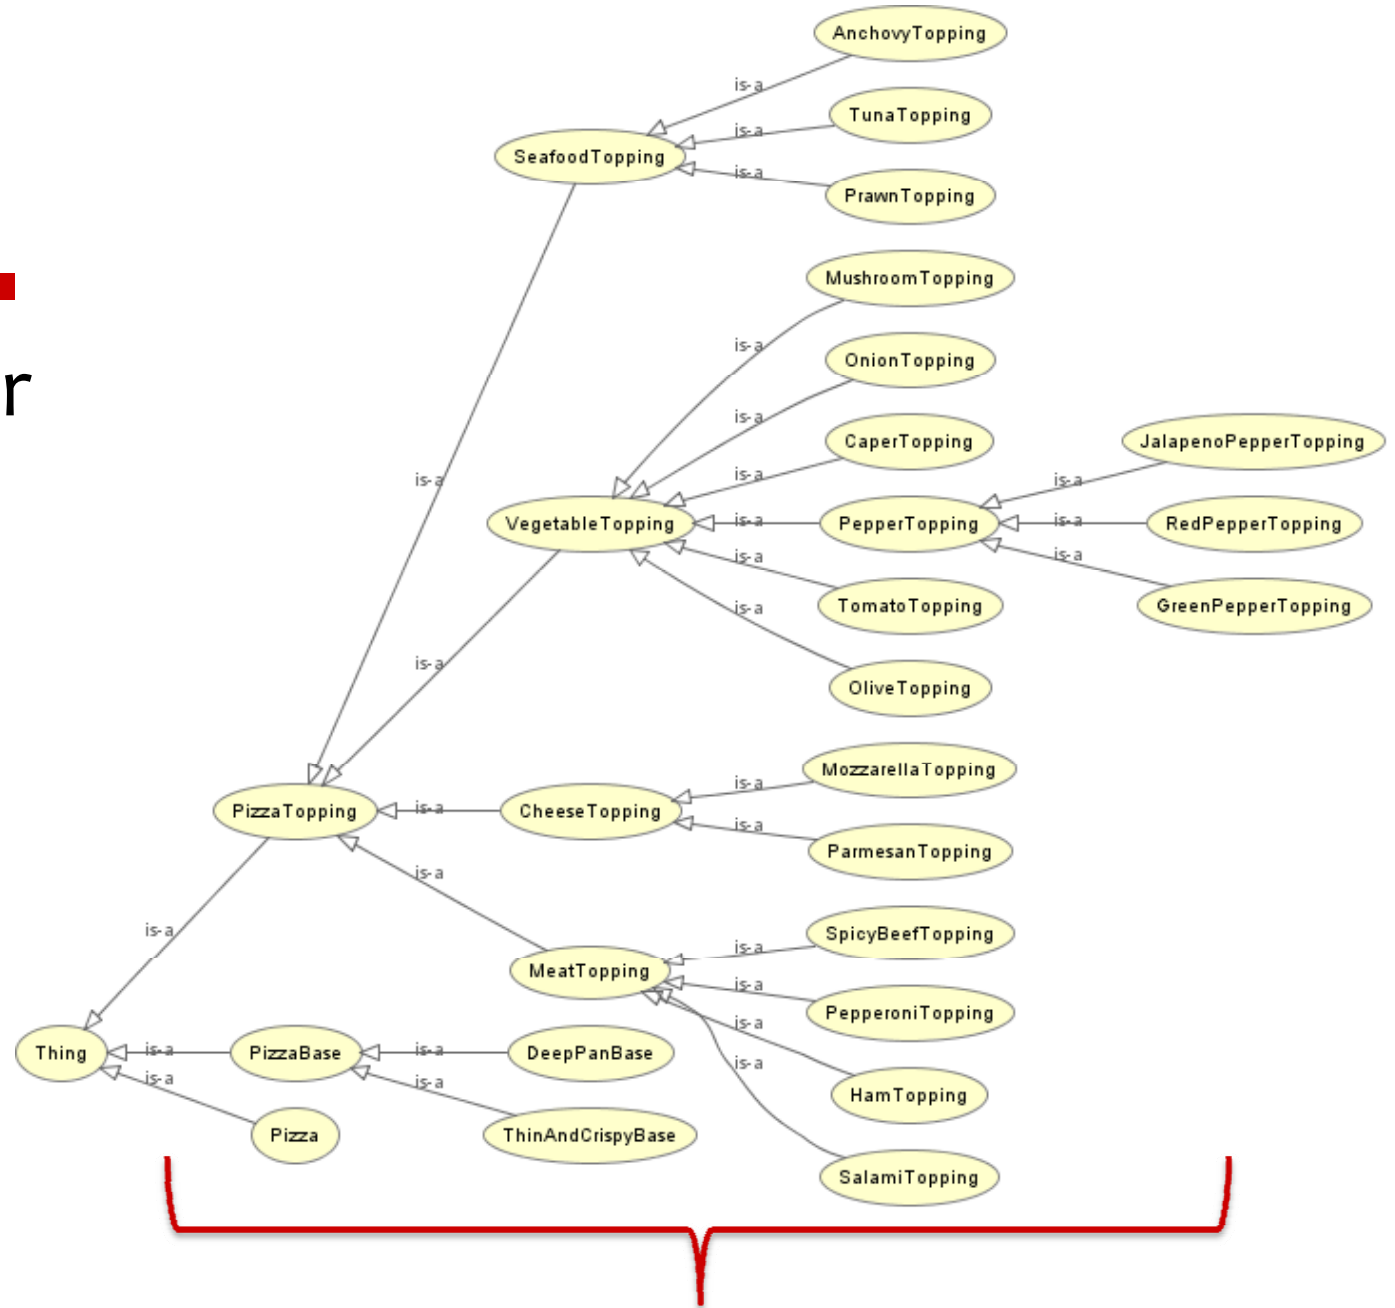 AnchovyTopping
is-a
TunaTopping
is-a
SeafoodTopping
is-a
PrawnTopping
MushroomTopping
is-a
OnionTopping
r
is-a
CaperTopping
JalapenoPepperTopping
is-a
is-a
is-a
VegetableTopping
is-a
PepperTopping
is-a
RedPepperTopping
is-a
is-a
TomatoTopping
GreenPepperTopping
is-a
is-a
OliveTopping
MozzarellaTopping
is-a
PizzaTopping
is-a
CheeseTopping
is-a
ParmesanTopping
is-a
is-a
SpicyBeefTopping
is-a
MeatTopping
is-a
PepperoniTopping
is-a
Thing
is-a
PizzaBase
is-a
DeepPanBase
is-a
is-a
is-a
HamTopping
Pizza
ThinAndCrispyBase
SalamiTopping